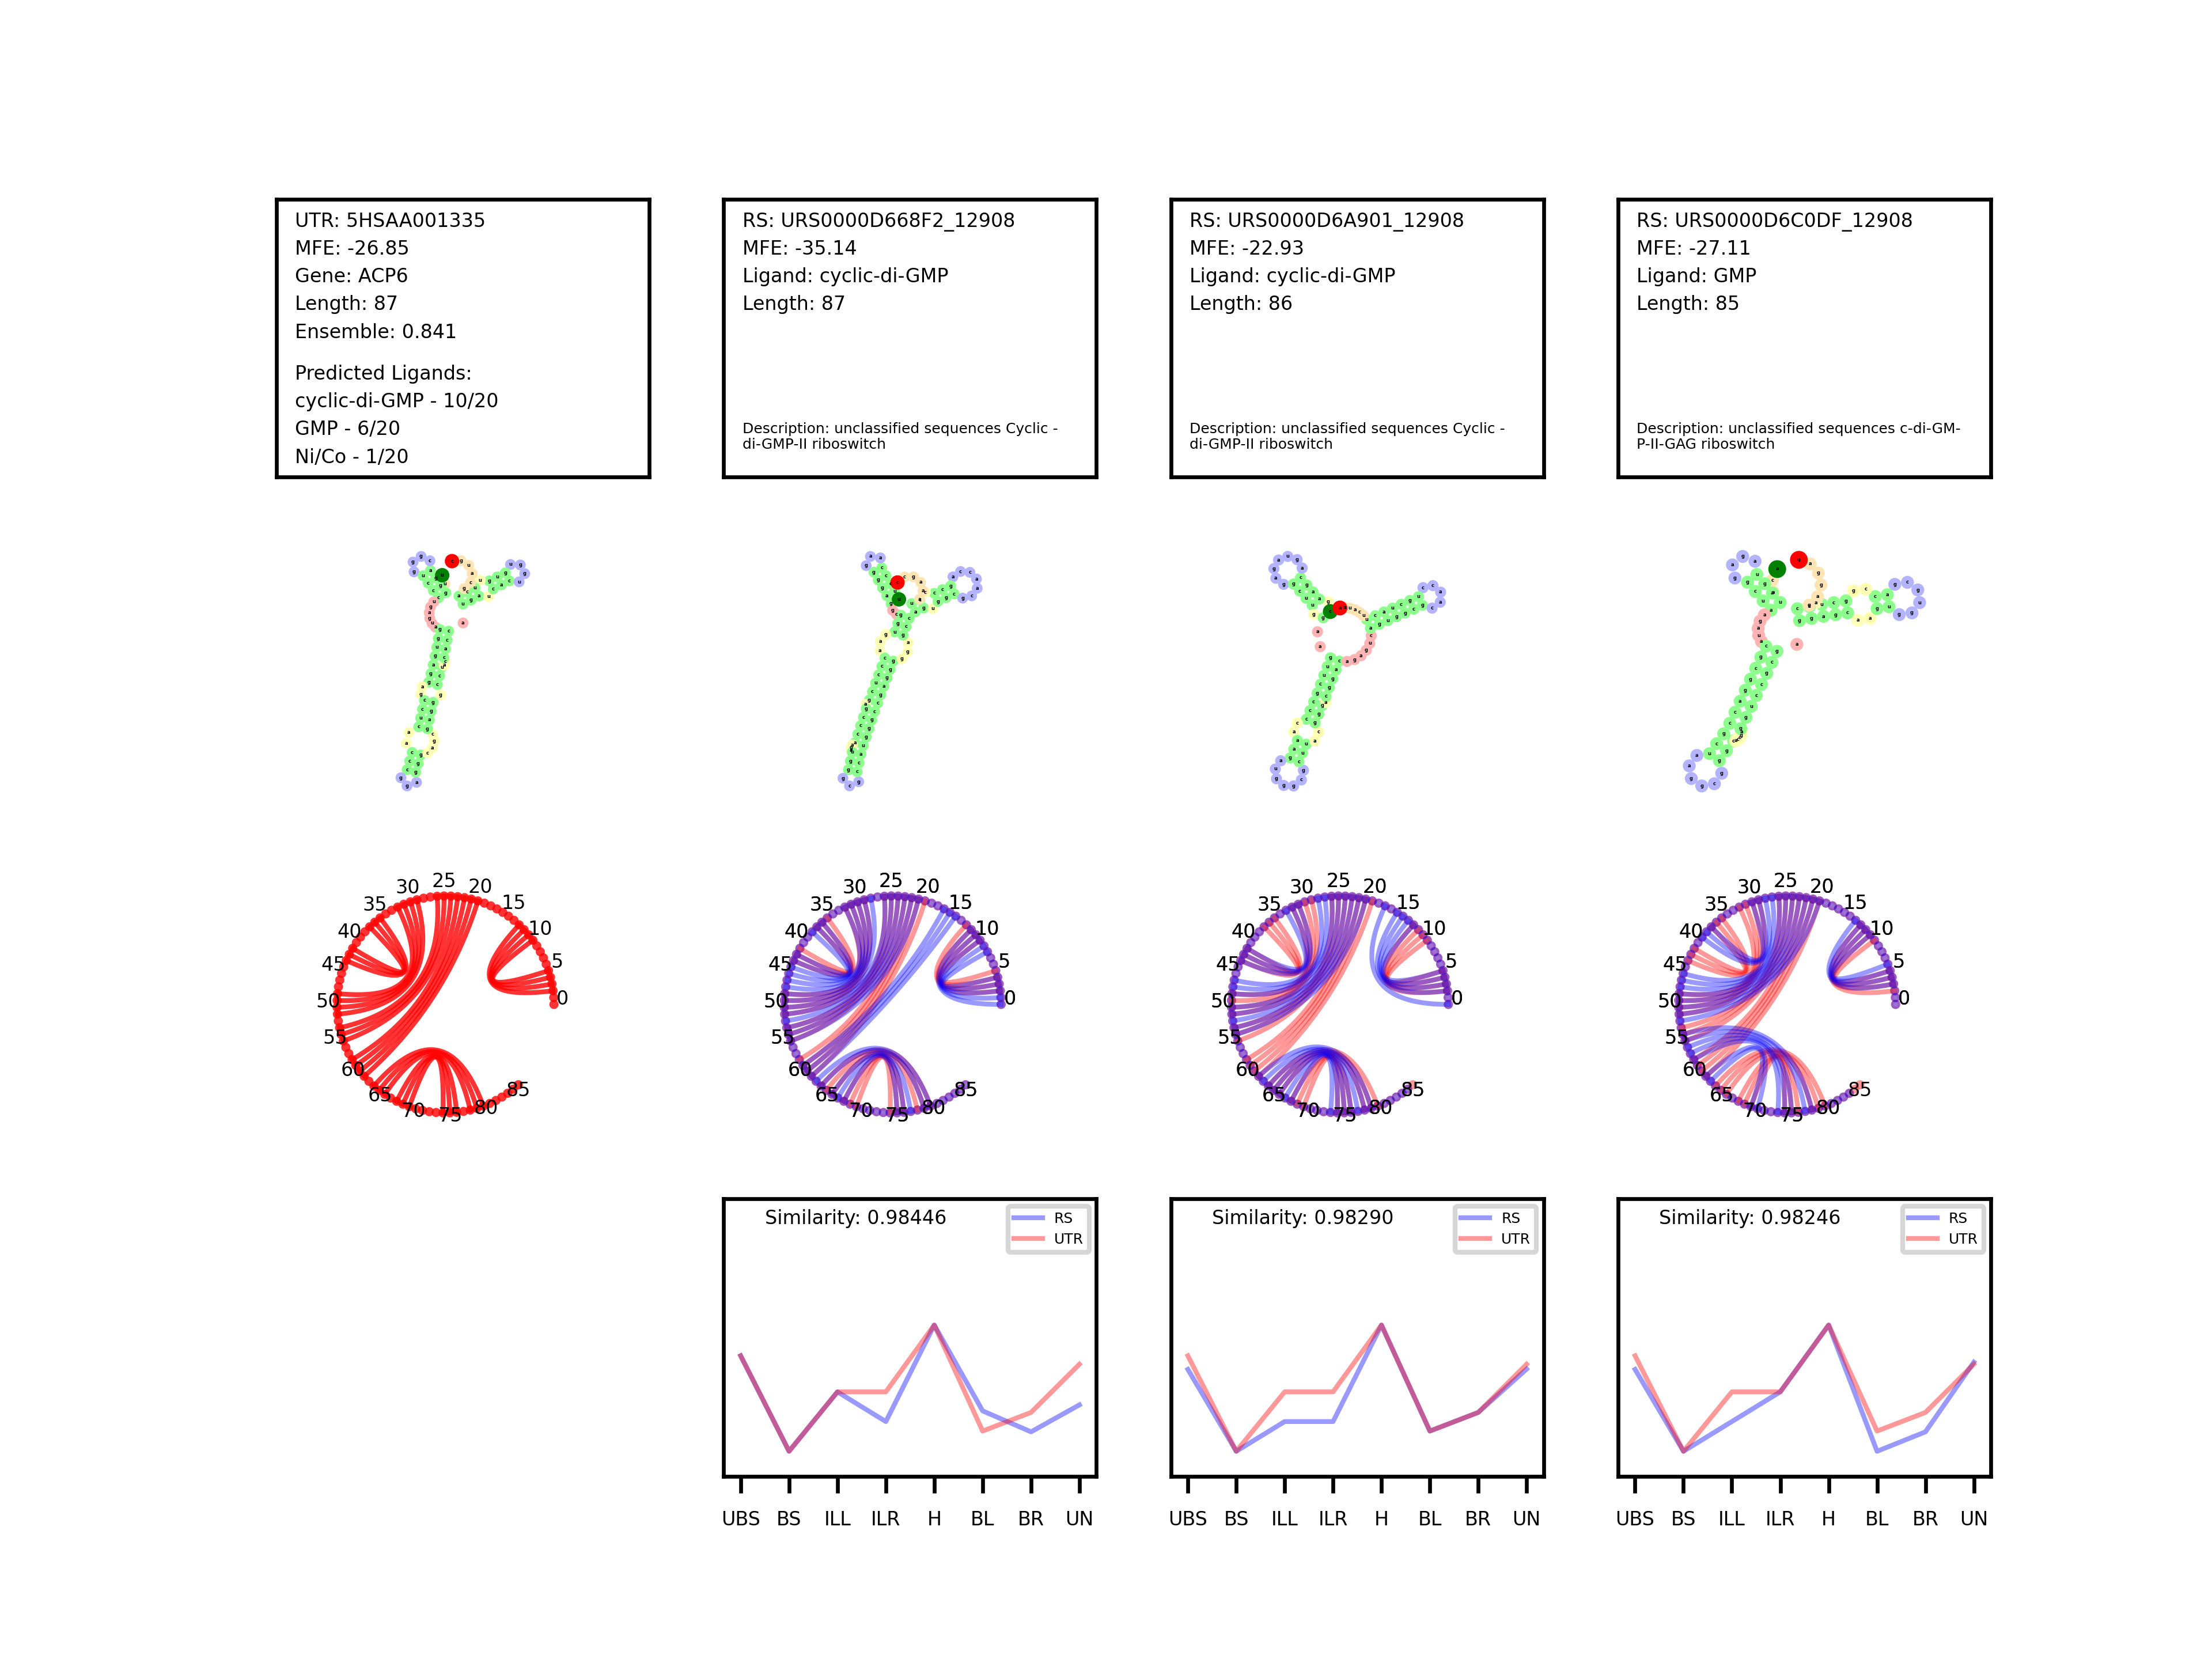 UTR: 5HSAA001335
MFE: -26.85
Gene: ACP6
Length: 87
Ensemble: 0.841
Predicted Ligands:
cyclic-di-GMP - 10/20
GMP - 6/20
Ni/Co - 1/20
RS: URS0000D668F2_12908
MFE: -35.14
Ligand: cyclic-di-GMP
Length: 87
Description: unclassified sequences Cyclic -
di-GMP-II riboswitch
RS: URS0000D6A901_12908
MFE: -22.93
Ligand: cyclic-di-GMP
Length: 86
Description: unclassified sequences Cyclic -
di-GMP-II riboswitch
RS: URS0000D6C0DF_12908
MFE: -27.11
Ligand: GMP
Length: 85
Description: unclassified sequences c-di-GM-
P-II-GAG riboswitch
0
5
10
15
20
25
30
35
40
45
50
55
60
65
70
75
80
85
0
5
10
15
20
25
30
35
40
45
50
55
60
65
70
75
80
85
0
5
10
15
20
25
30
35
40
45
50
55
60
65
70
75
80
85
0
5
10
15
20
25
30
35
40
45
50
55
60
65
70
75
80
85
Similarity: 0.98446
RS
UTR
UBS BS ILL ILR H BL BR UN
Similarity: 0.98290
RS
UTR
UBS BS ILL ILR H BL BR UN
Similarity: 0.98246
RS
UTR
UBS BS ILL ILR H BL BR UN